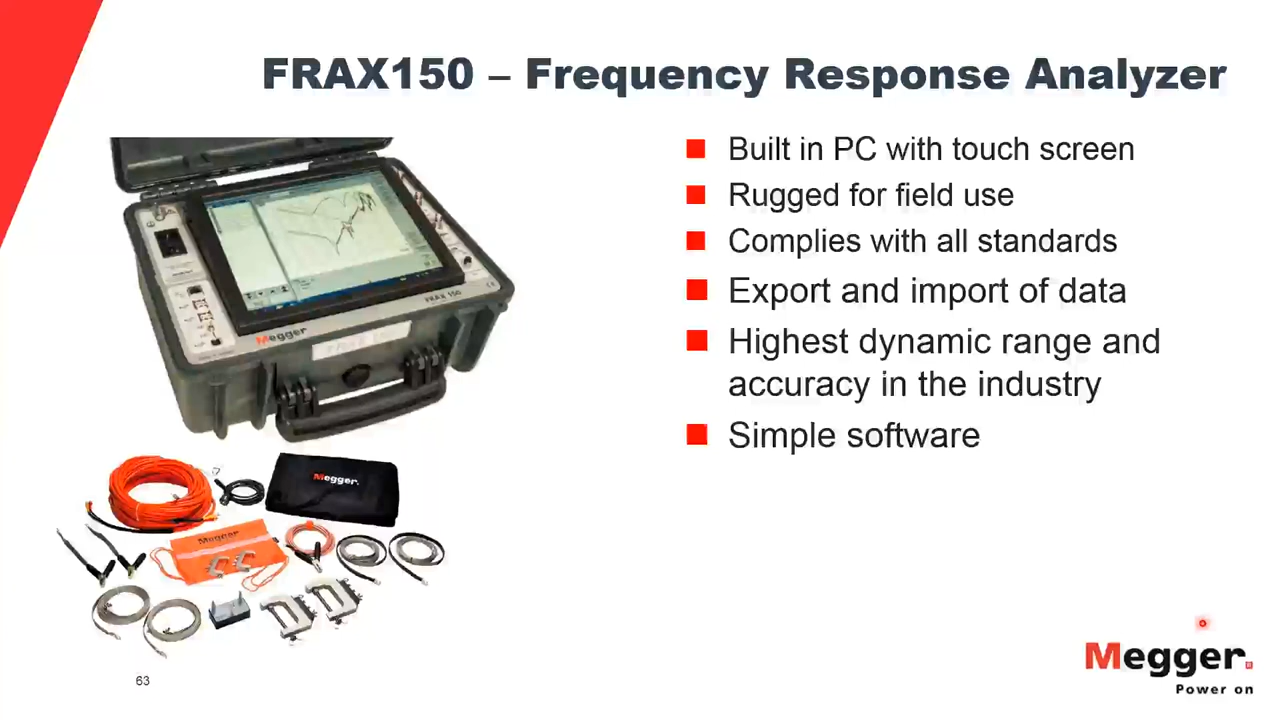 FRAX150 – Frequency Response Analyzer
Built in PC with touch screen
Rugged for field use
Complies with all standards
Export and import of data
Highest dynamic range and
accuracy in the industry
Simple software
FRAX 150
Megger
Megger.
Megger
63
Megger.
Power on